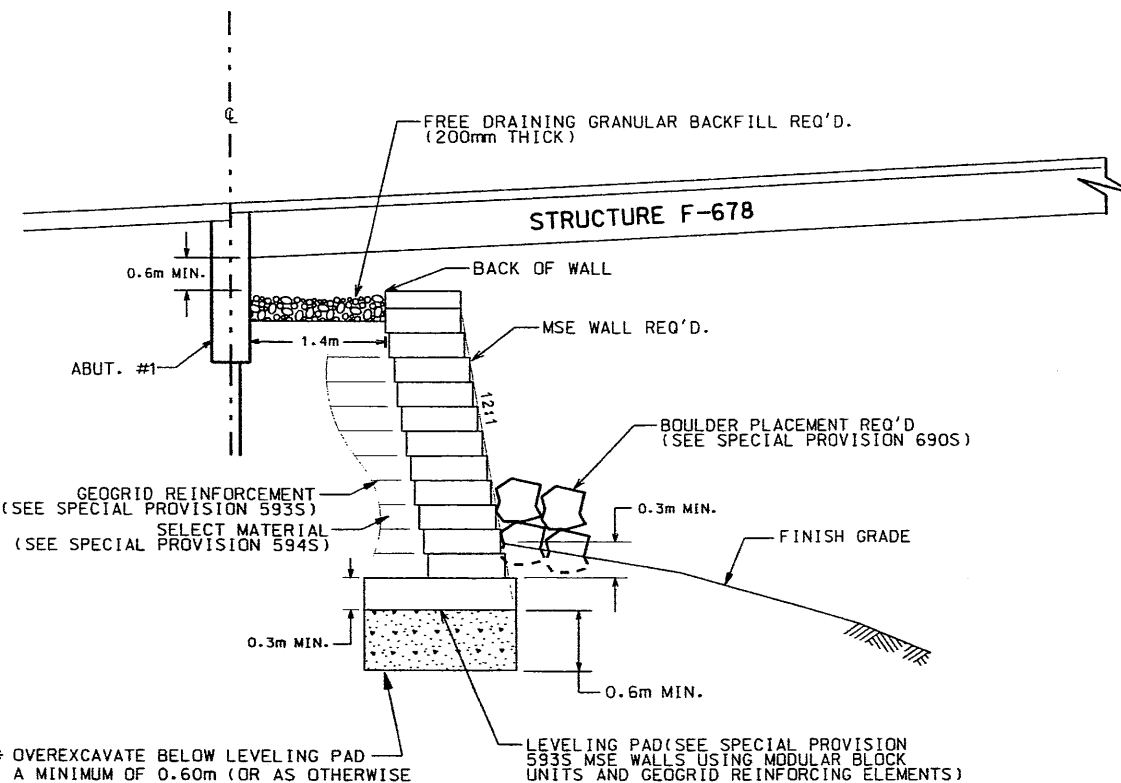 ℄
FREE DRAINING GRANULAR BACKFILL REQ'D.
(200mm THICK)
STRUCTURE F-678
0.6m MIN.
BACK OF WALL
MSE WALL REQ'D.
1.4m
ABUT. #1
12:1
BOULDER PLACEMENT REQ'D
(SEE SPECIAL PROVISION 690S)
GEOGRID REINFORCEMENT
(SEE SPECIAL PROVISION 593S)
SELECT MATERIAL
(SEE SPECIAL PROVISION 594S)
0.3m MIN.
FINISH GRADE
0.3m MIN.
0.6m MIN.
* OVEREXCAVATE BELOW LEVELING PAD
A MINIMUM OF 0.60m (OR AS OTHERWISE
LEVELING PAD(SEE SPECIAL PROVISION
593S MSE WALLS USING MODULAR BLOCK
UNITS AND GEOGRID REINFORCING ELEMENTS)